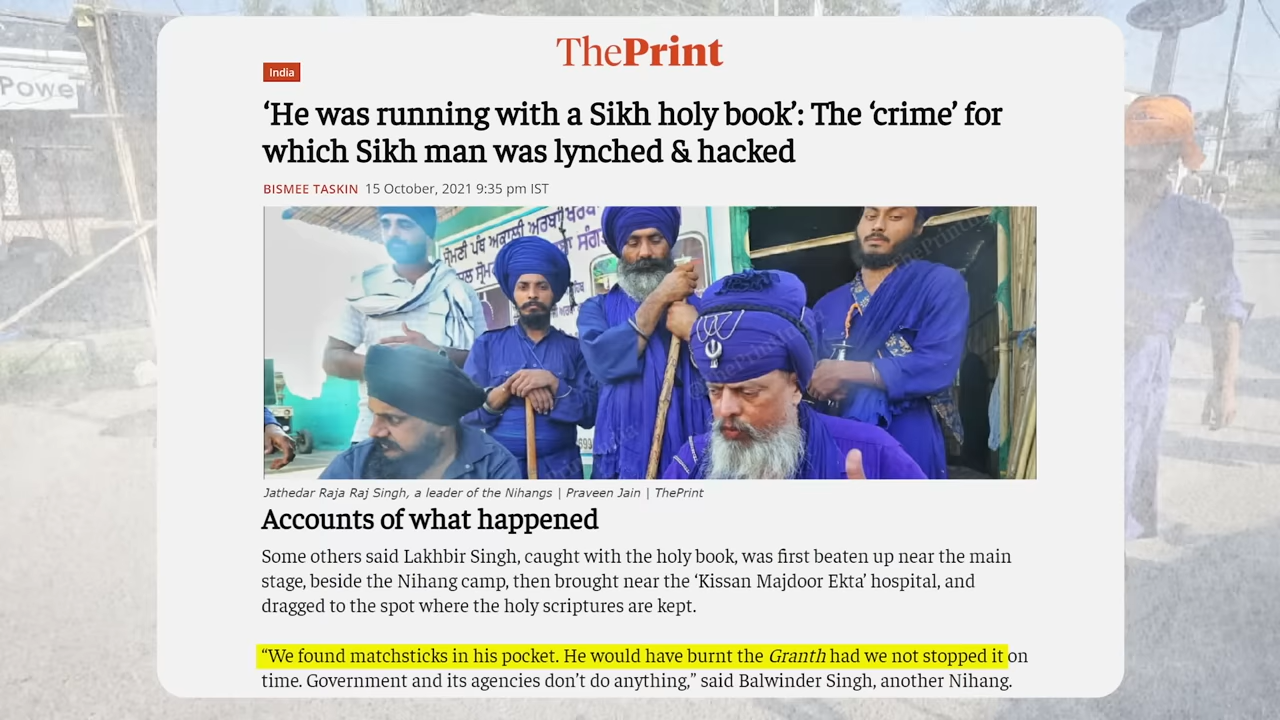 Power
ThePrint
India
‘He was running with a Sikh holy book’: The ‘crime’ for
which Sikh man was lynched & hacked
BISMEE TASKIN 15 October, 2021 9:35 pm IST
Jathedar Raja Raj Singh, a leader of the Nihangs | Praveen Jain | ThePrint
Accounts of what happened
Some others said Lakhbir Singh, caught with the holy book, was first beaten up near the main
stage, beside the Nihang camp, then brought near the ‘Kissan Majdoor Ekta’ hospital, and
dragged to the spot where the holy scriptures are kept.
“We found matchsticks in his pocket. He would have burnt the Granth had we not stopped it on
time. Government and its agencies don’t do anything,” said Balwinder Singh, another Nihang.